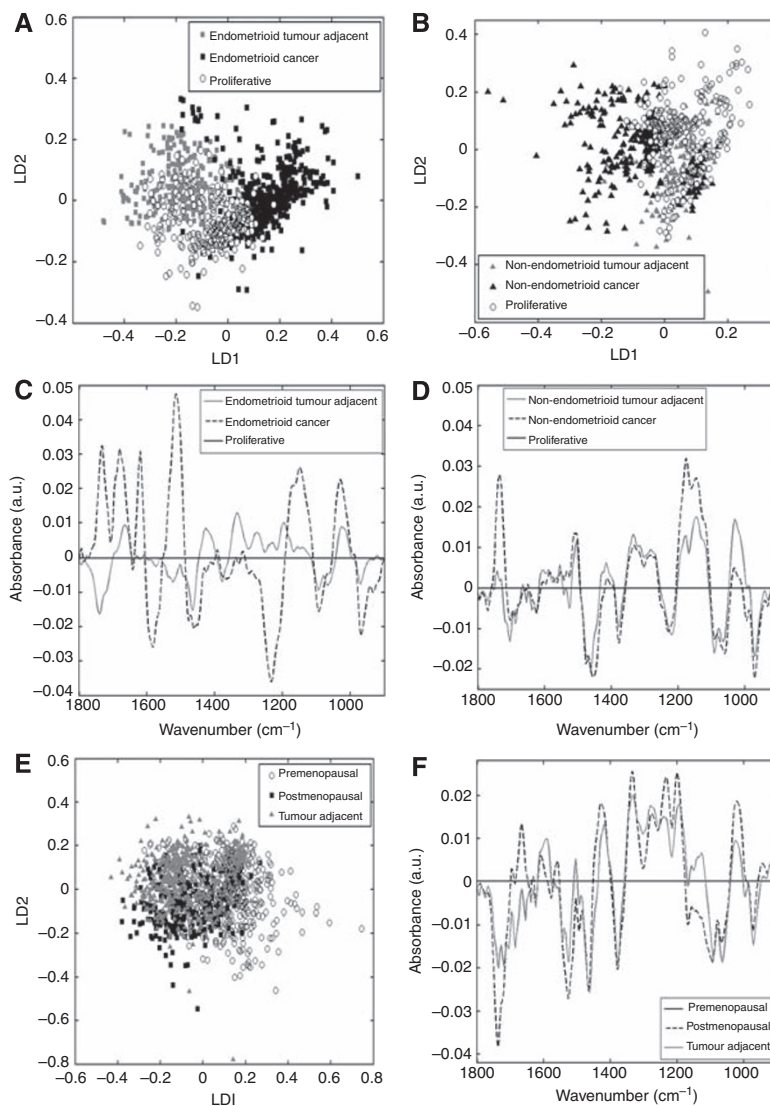 A
0.6
0.4
0.2
0
–0.2
–0.4
LD2
Endometrioid tumour adjacent
Endometrioid cancer
Proliferative
–0.4
–0.2
0
0.2
0.4
0.6
LD1
B
0.4
0.2
0
–0.2
–0.4
LD2
Non-endometrioid tumour adjacent
Non-endometrioid cancer
Proliferative
–0.6
–0.4
–0.2
0
0.2
LD1
C
0.05
0.04
0.03
0.02
0.01
0
–0.01
–0.02
–0.03
–0.04
Absorbance (a.u.)
Endometrioid tumour adjacent
Endometrioid cancer
Proliferative
1800
1600
1400
1200
1000
Wavenumber (cm–1)
D
0.05
0.04
0.03
0.02
0.01
0
–0.01
–0.02
Absorbance (a.u.)
Non-endometrioid tumour adjacent
Non-endometrioid cancer
Proliferative
1800
1600
1400
1200
1000
Wavenumber (cm–1)
E
0.6
0.4
0.2
0
–0.2
–0.4
–0.6
–0.8
LD2
Premenopausal
Postmenopausal
Tumour adjacent
–0.6
–0.4
–0.2
0
0.2
0.4
0.6
0.8
LDI
F
0.02
0.01
0
–0.01
–0.02
–0.03
–0.04
Absorbance (a.u.)
Premenopausal
Postmenopausal
Tumour adjacent
1800
1600
1400
1200
1000
Wavenumber (cm–1)